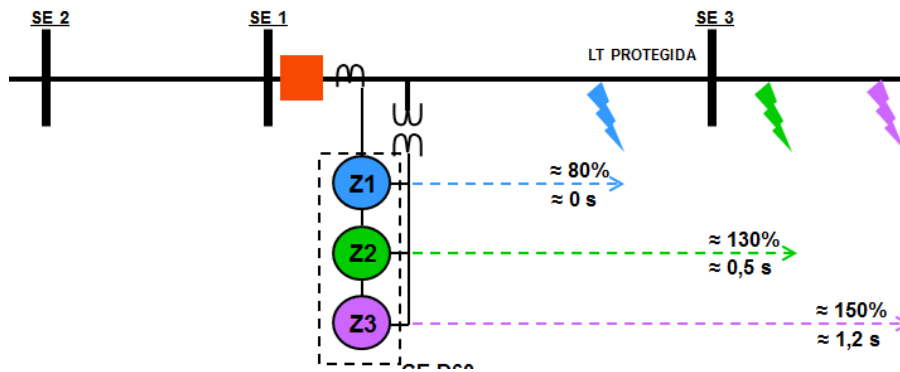 SE 2
SE 1
SE 3
LT PROTEGIDA
Z1
≈ 80%
≈ 0 s
Z2
≈ 130%
≈ 0,5 s
Z3
≈ 150%
≈ 1,2 s